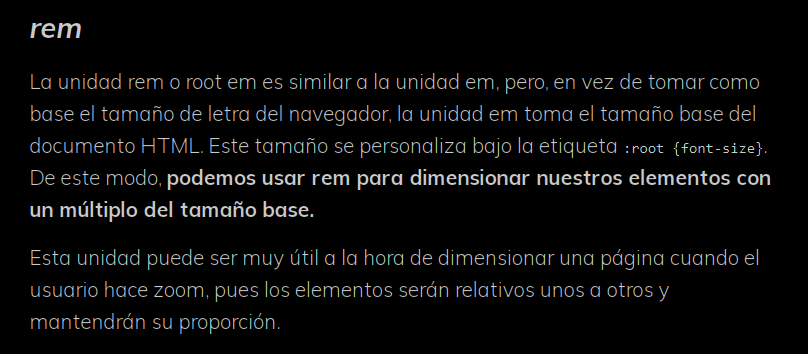 rem
La unidad rem o root em es similar a la unidad em, pero, en vez de tomar como
base el tamaño de letra del navegador, la unidad em toma el tamaño base del
documento HTML. Este tamaño se personaliza bajo la etiqueta :root {font-size}.
De este modo, podemos usar rem para dimensionar nuestros elementos con
un múltiplo del tamaño base.
Esta unidad puede ser muy útil a la hora de dimensionar una página cuando el
usuario hace zoom, pues los elementos serán relativos unos a otros y
mantendrán su proporción.